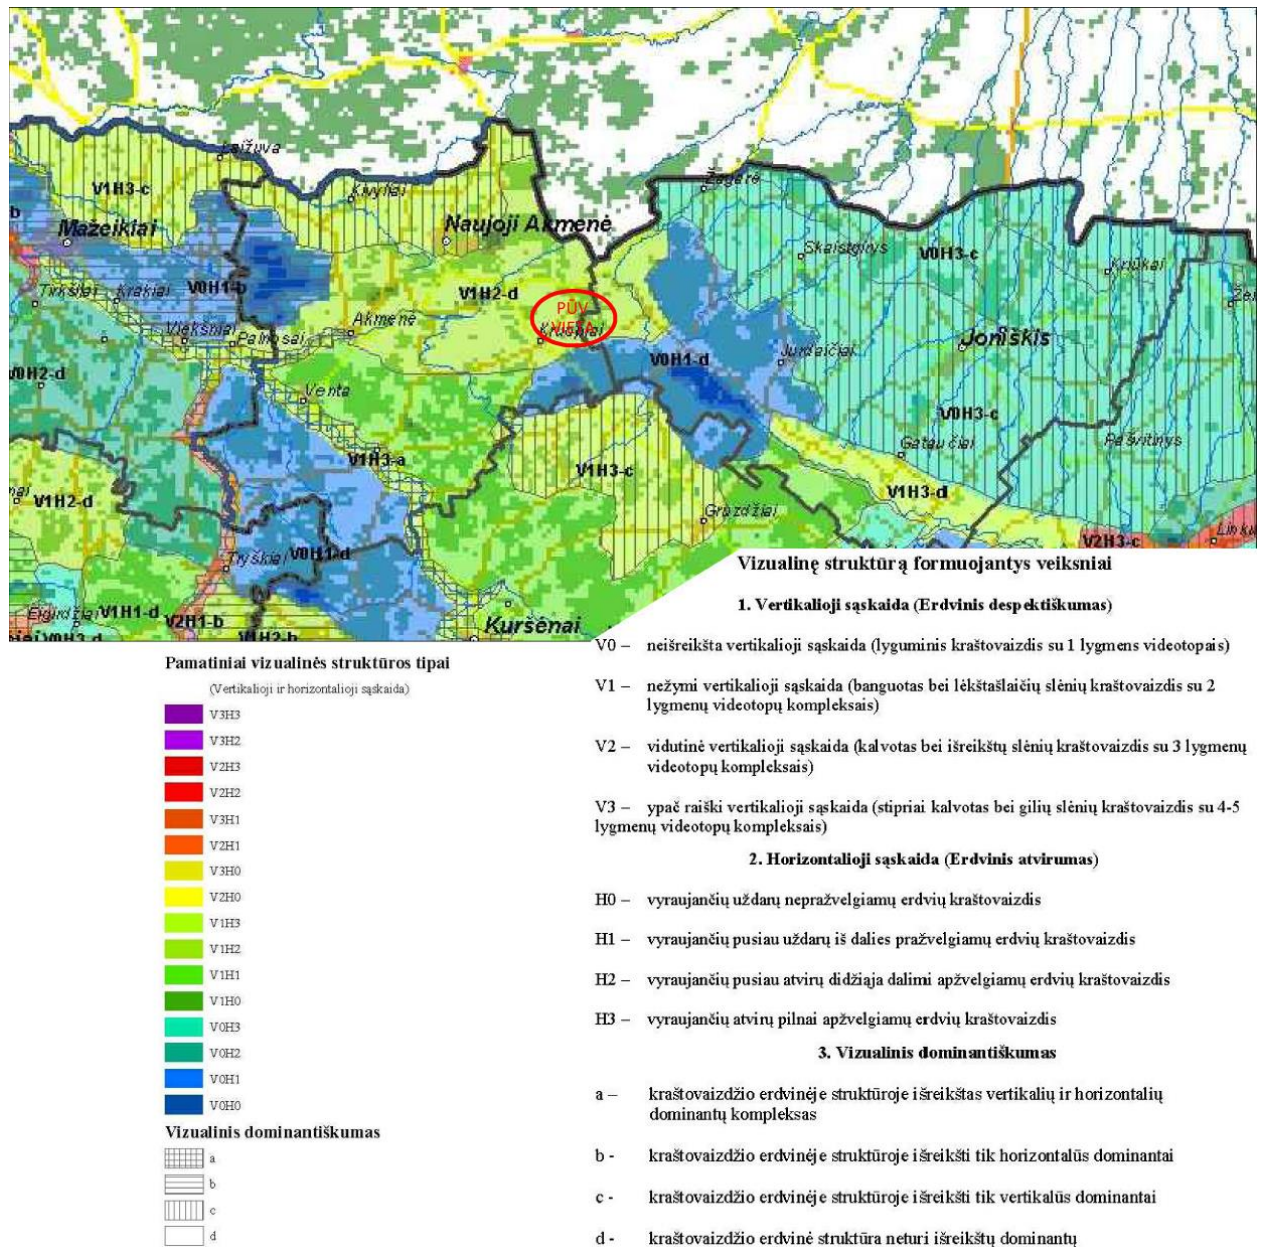 Laižuva
V1H3-c
Klykiai
Žagarė
b
Mažeikiai
Naujoji Akmenė
Skaistgirys
V0H3-c
Kriūkai
Tirkšliai
Krakiai
V0H1-b
V1H2-d
PŪV
VIETA
Kruopiai
Akmenė
Viekšniai
Palnosai
V0H1-d
Jurdaičiai
Joniškis
V0H2-d
Venta
V0H3-c
Gataučiai
Pašvitinys
V1H3-a
V1H3-c
V1H3-d
V1H2-d
Gruzdžiai
V2H3-c
Tryškiai
V0H1-d
V1H1-d
V2H1-b
Kuršėnai
V0H3-d
V1H2-b
Vizualinę struktūrą formuojantys veiksniai
1. Vertikalioji sąskaida (Erdvinis despektiškumas)
V0 – neišreikšta vertikalioji sąskaida (lyguminis kraštovaizdis su 1 lygmens videotopais)
V1 – nežymi vertikalioji sąskaida (banguotas bei lėkštašlaičių slėnių kraštovaizdis su 2
lygmenų videotopų kompleksais)
V2 – vidutinė vertikalioji sąskaida (kalvotas bei išreikštų slėnių kraštovaizdis su 3 lygmenų
videotopų kompleksais)
V3 – ypač raiški vertikalioji sąskaida (stipriai kalvotas bei gilių slėnių kraštovaizdis su 4-5
lygmenų videotopų kompleksais)
2. Horizontalioji sąskaida (Erdvinis atvirumas)
H0 – vyraujančių uždarų nepražvelgiamų erdvių kraštovaizdis
H1 – vyraujančių pusiau uždarų iš dalies pražvelgiamų erdvių kraštovaizdis
H2 – vyraujančių pusiau atvirų didžiąja dalimi apžvelgiamų erdvių kraštovaizdis
H3 – vyraujančių atvirų pilnai apžvelgiamų erdvių kraštovaizdis
3. Vizualinis dominantiškumas
a – kraštovaizdžio erdvinėje struktūroje išreikštas vertikalių ir horizontalių
dominantų kompleksas
b - kraštovaizdžio erdvinėje struktūroje išreikšti tik horizontalūs dominantai
c - kraštovaizdžio erdvinėje struktūroje išreikšti tik vertikalūs dominantai
d - kraštovaizdžio erdvinė struktūra neturi išreikštų dominantų
Pamatiniai vizualinės struktūros tipai
(Vertikalioji ir horizontalioji sąskaida)
V3H3
V3H2
V2H3
V2H2
V3H1
V2H1
V3H0
V2H0
V1H3
V1H2
V1H1
V1H0
V0H3
V0H2
V0H1
V0H0
Vizualinis dominantiškumas
a
b
c
d